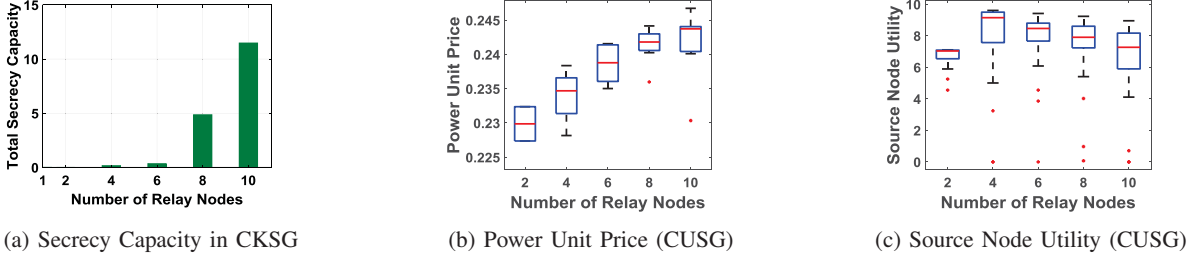 Total Secrecy Capacity
15
10
5
0
1 2 4 6 8 10
Number of Relay Nodes
(a) Secrecy Capacity in CKSG
Power Unit Price
0.245
0.24
0.235
0.23
0.225
2 4 6 8 10
Number of Relay Nodes
(b) Power Unit Price (CUSG)
Source Node Utility
10
8
6
4
2
0
2 4 6 8 10
Number of Relay Nodes
(c) Source Node Utility (CUSG)